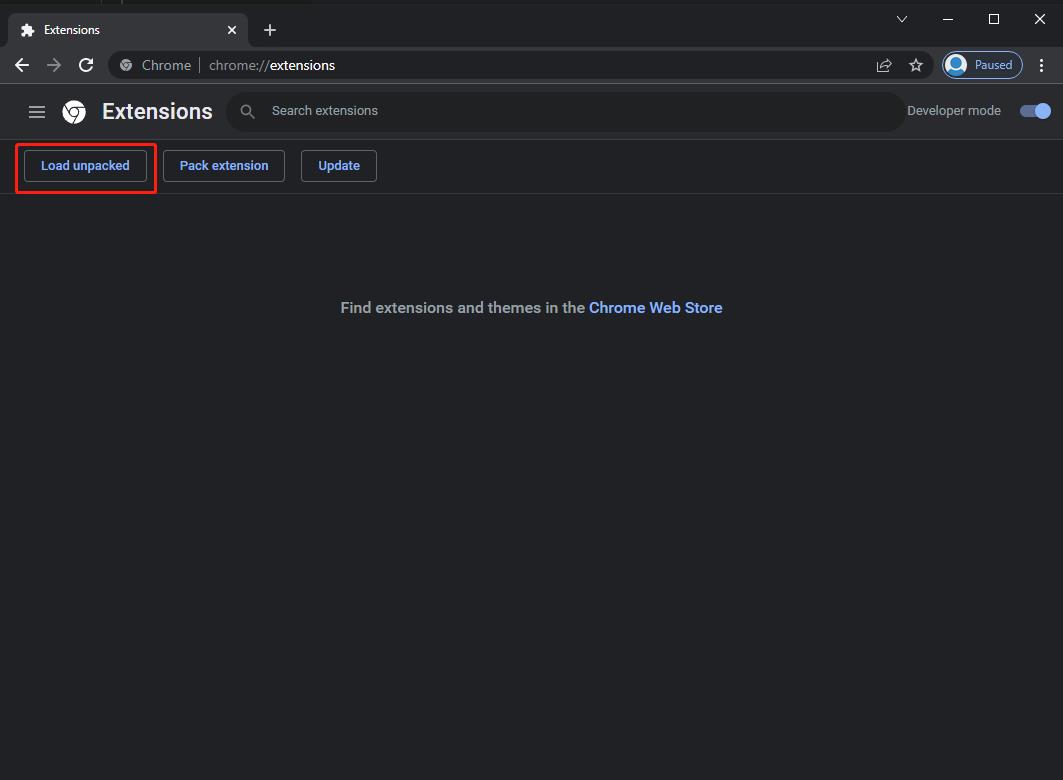 Extensions
Chrome chrome://extensions Paused
Extensions Search extensions Developer mode
Load unpacked Pack extension Update
Find extensions and themes in the Chrome Web Store